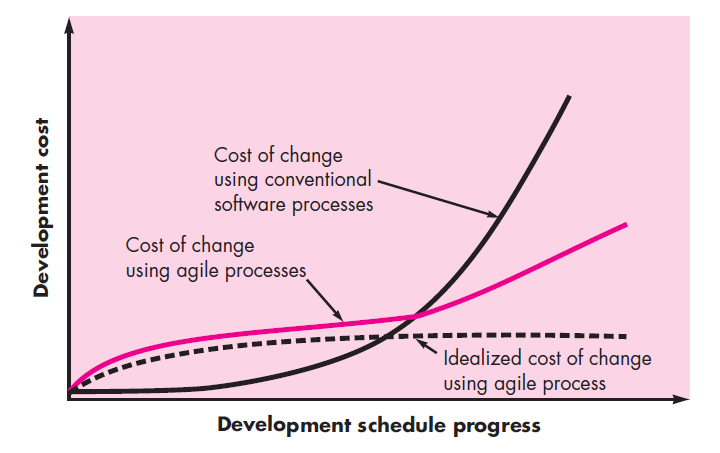 Development cost
Cost of change
using conventional
software processes
Cost of change
using agile processes
Idealized cost of change
using agile process
Development schedule progress